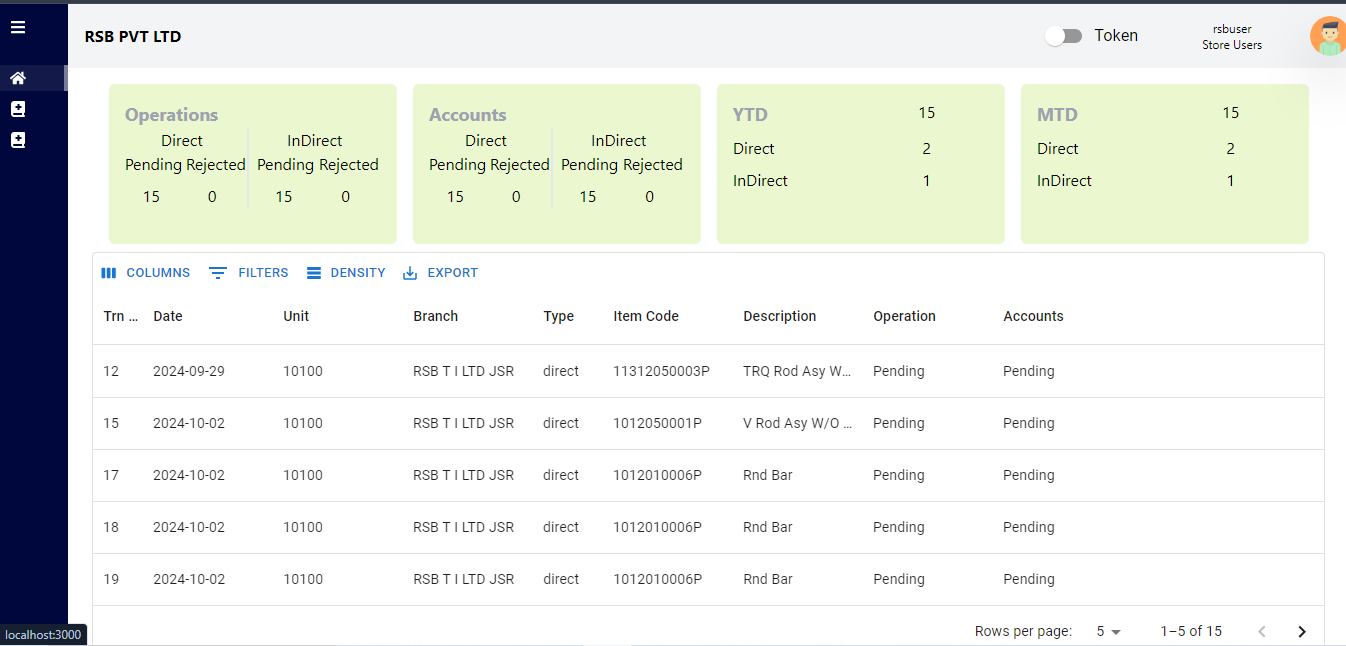 RSB PVT LTD
Token
rsbuser
Store Users
Operations
Direct InDirect
Pending Rejected Pending Rejected
15 0 15 0
Accounts
Direct InDirect
Pending Rejected Pending Rejected
15 0 15 0
YTD 15
Direct 2
InDirect 1
MTD 15
Direct 2
InDirect 1
COLUMNS FILTERS DENSITY EXPORT
Trn ... Date Unit Branch Type Item Code Description Operation Accounts
12 2024-09-29 10100 RSB T I LTD JSR direct 11312050003P TRQ Rod Asy W... Pending Pending
15 2024-10-02 10100 RSB T I LTD JSR direct 1012050001P V Rod Asy W/O ... Pending Pending
17 2024-10-02 10100 RSB T I LTD JSR direct 1012010006P Rnd Bar Pending Pending
18 2024-10-02 10100 RSB T I LTD JSR direct 1012010006P Rnd Bar Pending Pending
19 2024-10-02 10100 RSB T I LTD JSR direct 1012010006P Rnd Bar Pending Pending
Rows per page: 5 1–5 of 15
localhost:3000